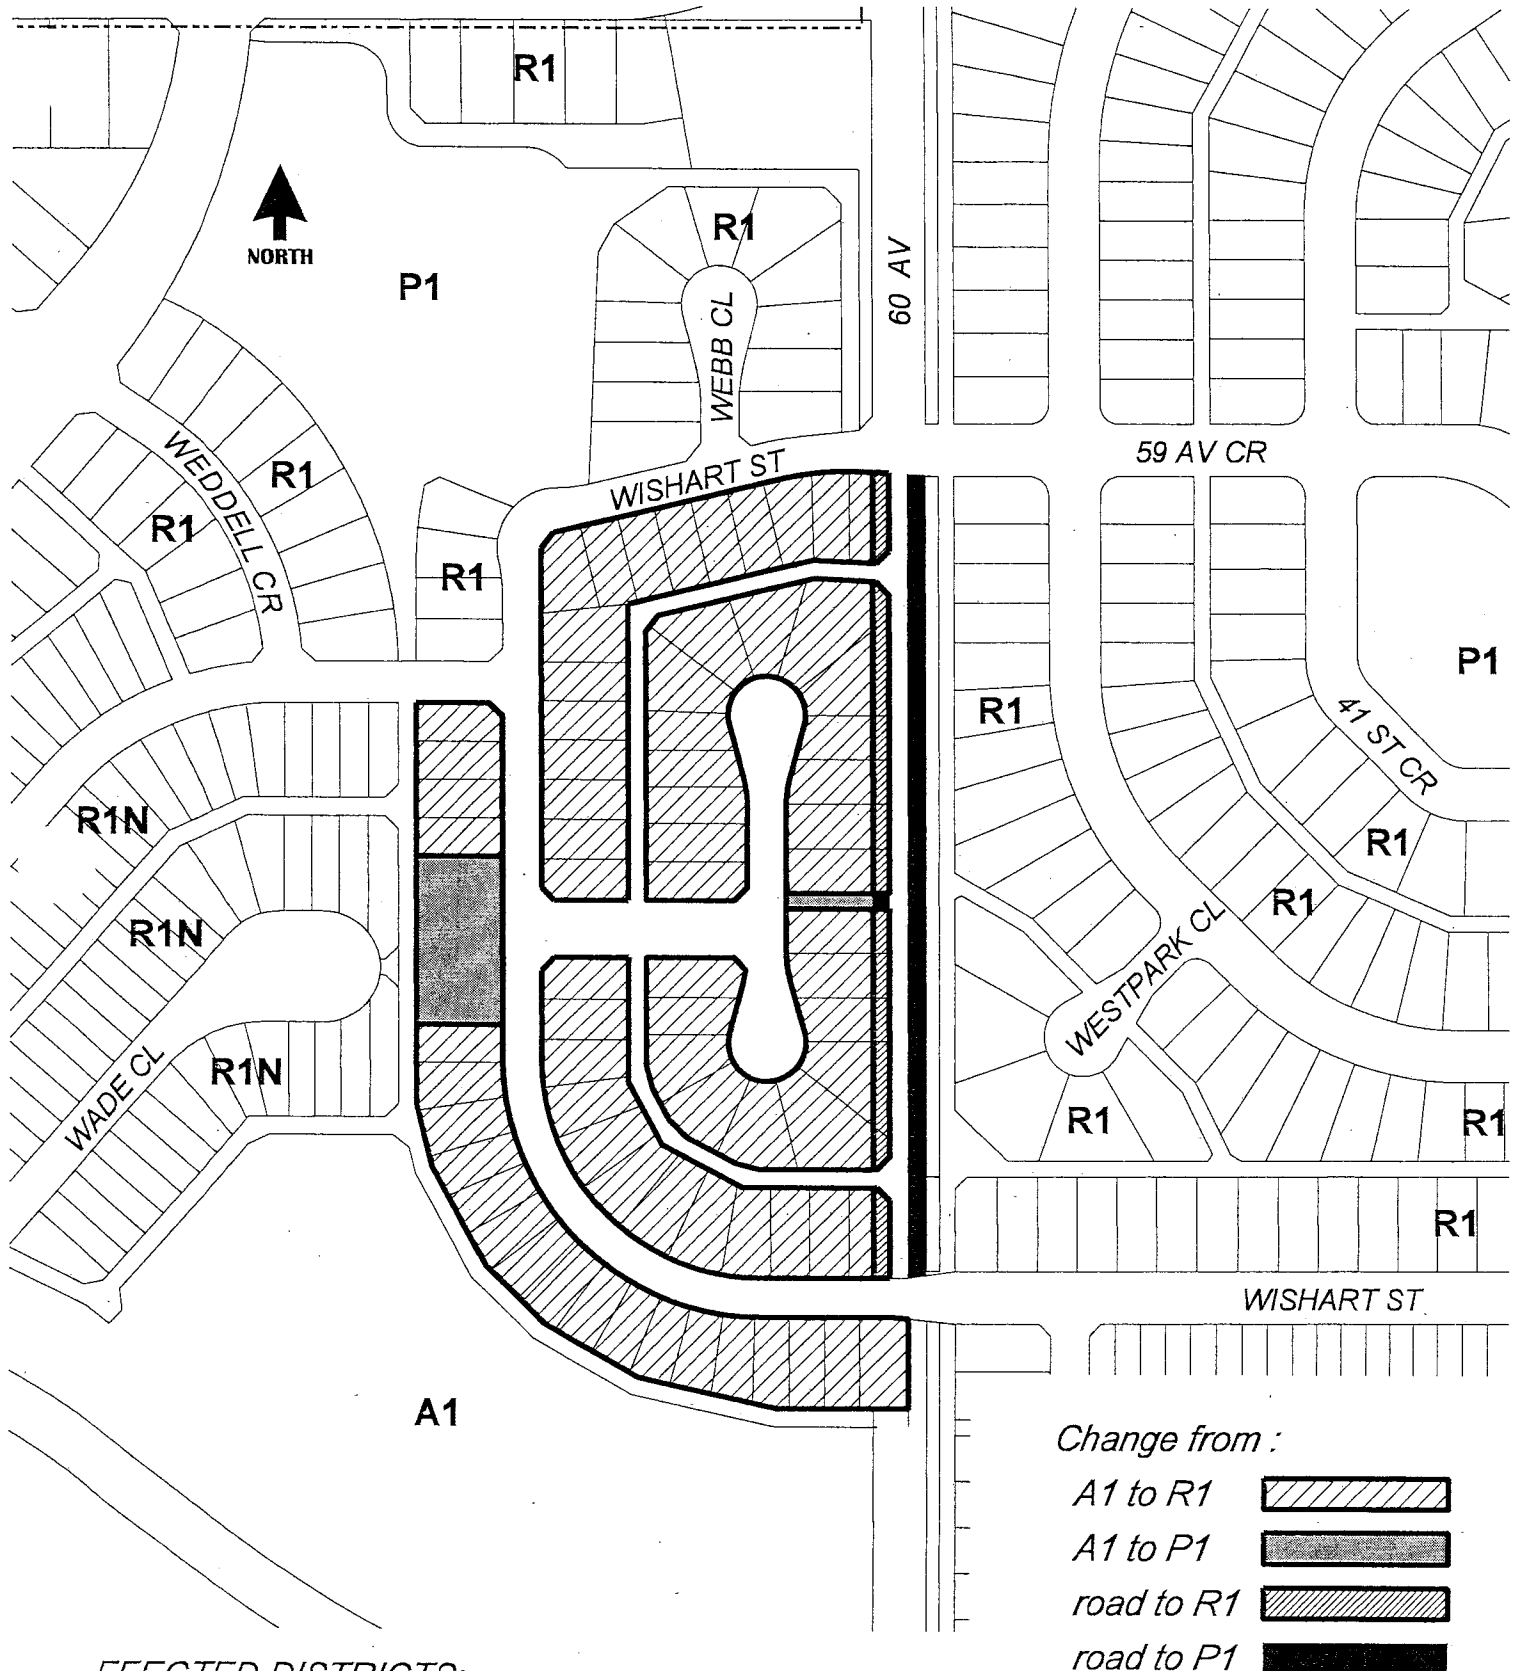 R1
R1
NORTH
P1
60 AV
WEBB CL
WEDDELL CR
59 AV CR
R1
WISHART ST
R1
R1
P1
R1
41 ST CR
R1N
R1
R1
R1N
WESTPARK CL
R1N
WADE CL
R1
R1
R1
WISHART ST
A1
Change from :
A1 to R1
A1 to P1
road to R1
road to P1